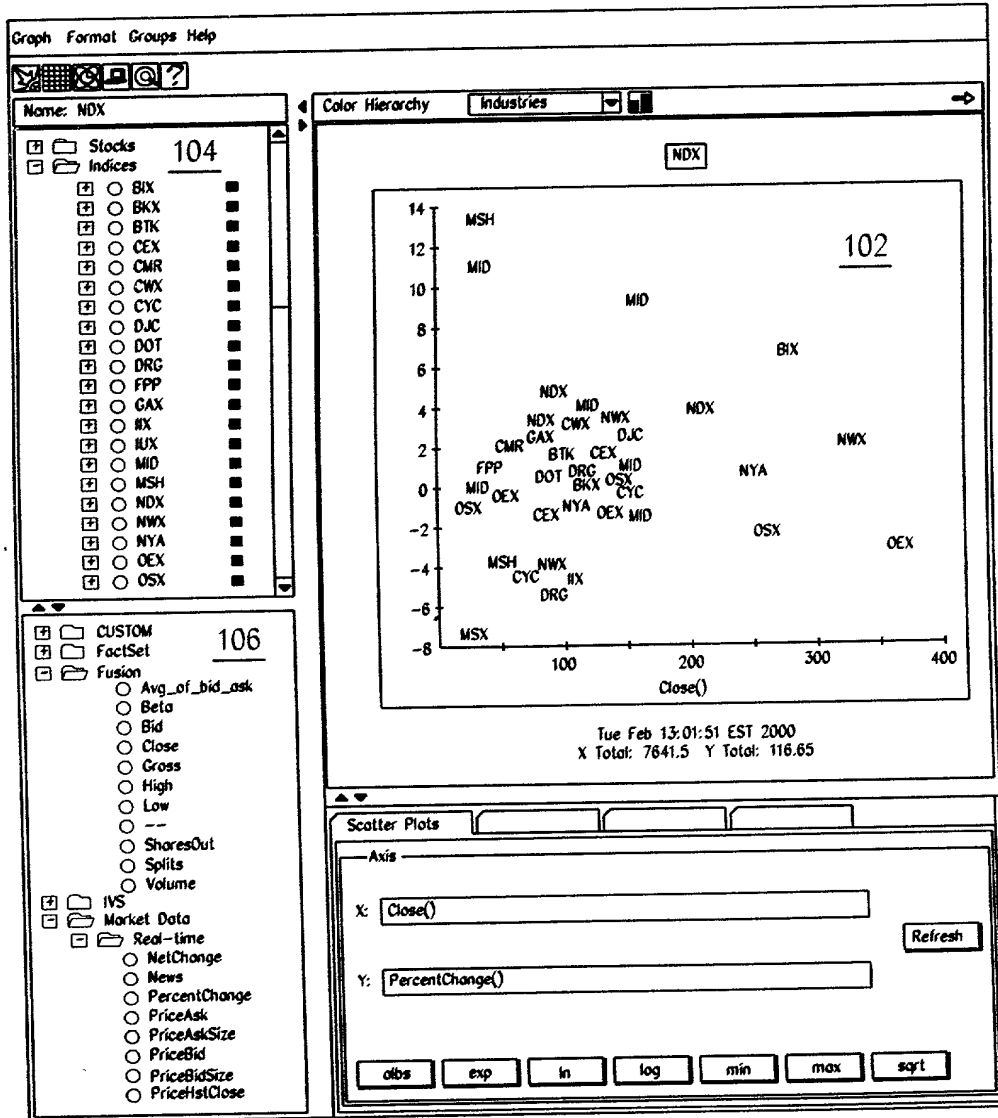 Graph Format Groups Help
?
Name: NDX
Stocks
104
Indices
BIX
BKX
BTK
CEX
CMR
CWX
CYC
DJC
DOT
DRG
FPP
GAX
IIX
IUX
MID
MSH
NDX
NWX
NYA
OEX
OSX
CUSTOM
106
FactSet
Fusion
Avg_of_bid_ask
Beta
Bid
Close
Gross
High
Low
--
SharesOut
Splits
Volume
IVS
Market Data
Real-time
NetChange
News
PercentChange
PriceAsk
PriceAskSize
PriceBid
PriceBidSize
PriceHstClose
Color Hierarchy Industries
NDX
102
14 MSH
12
MID
10 MID
8
BIX
6
NDX
4 MID NDX
NDX CWX NWX
GAX DJC NWX
2 CMR BTK CEX
FPP DOT DRG MID NYA
0 MID BKX OSX
OEX CYC
OSX CEX NYA OEX MID
-2 OSX
OEX
-4 MSH NWX
CYC IIX
DRG
-6
MSX
-8
100 200 300 400
Close()
Tue Feb 13:01:51 EST 2000
X Total: 7641.5 Y Total: 116.65
Scatter Plots
Axis
X: Close()
Refresh
Y: PercentChange()
albs exp ln log min max sqrt